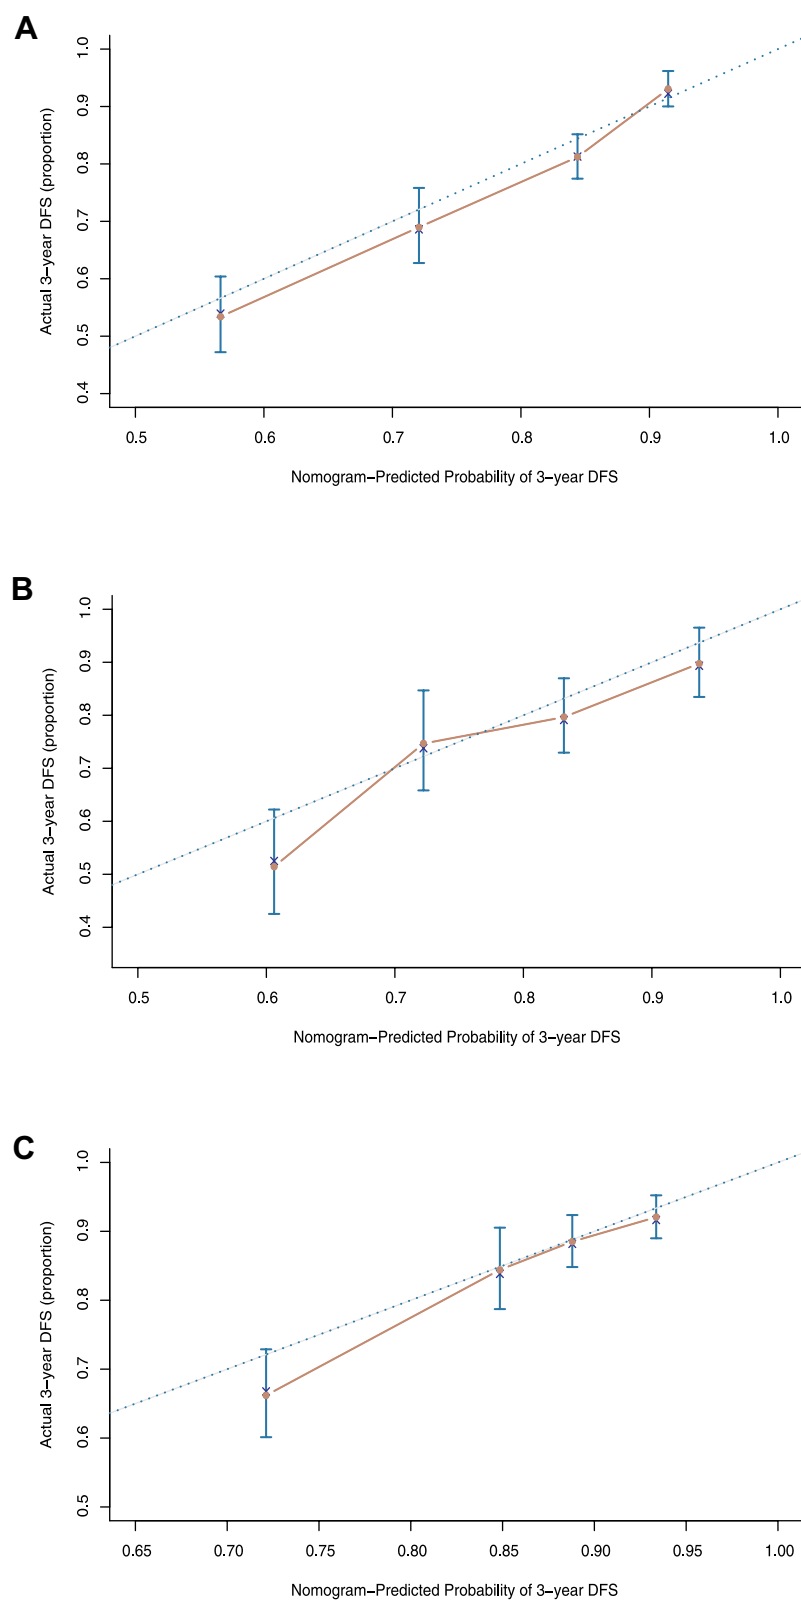 A
Actual 3−year DFS (proportion)
1.0
0.9
0.8
0.7
0.6
0.5
0.4
0.5 0.6 0.7 0.8 0.9 1.0
Nomogram−Predicted Probability of 3−year DFS
B
Actual 3−year DFS (proportion)
1.0
0.9
0.8
0.7
0.6
0.5
0.4
0.5 0.6 0.7 0.8 0.9 1.0
Nomogram−Predicted Probability of 3−year DFS
C
Actual 3−year DFS (proportion)
1.0
0.9
0.8
0.7
0.6
0.5
0.65 0.70 0.75 0.80 0.85 0.90 0.95 1.00
Nomogram−Predicted Probability of 3−year DFS